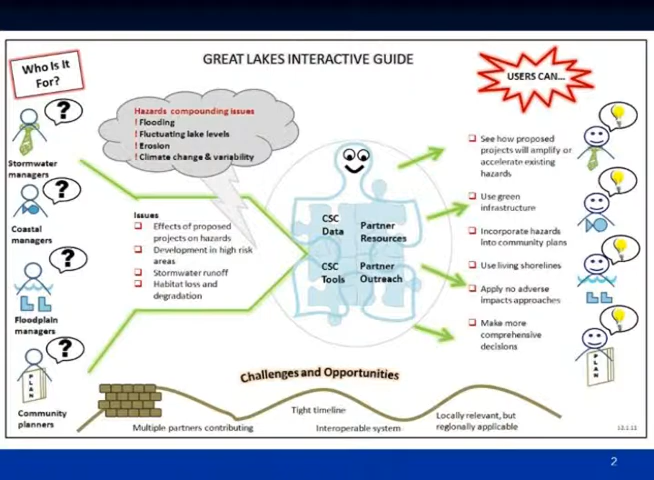 GREAT LAKES INTERACTIVE GUIDE
Who Is It
For?
USERS CAN...
Hazards compounding issues
! Flooding
! Fluctuating lake levels
! Erosion
! Climate change & variability
?
Stormwater
managers
?
Coastal
managers
?
Floodplain
managers
?
PLAN
Community
planners
Issues
Effects of proposed
projects on hazards
Development in high risk
areas
Stormwater runoff
Habitat loss and
degradation
CSC
Data
Partner
Resources
CSC
Tools
Partner
Outreach
See how proposed
projects will amplify or
accelerate existing
hazards
Use green
infrastructure
Incorporate hazards
into community plans
Use living shorelines
Apply no adverse
impacts approaches
Make more
comprehensive
decisions
PLAN
Challenges and Opportunities
Multiple partners contributing
Tight timeline
Interoperable system
Locally relevant, but
regionally applicable
2